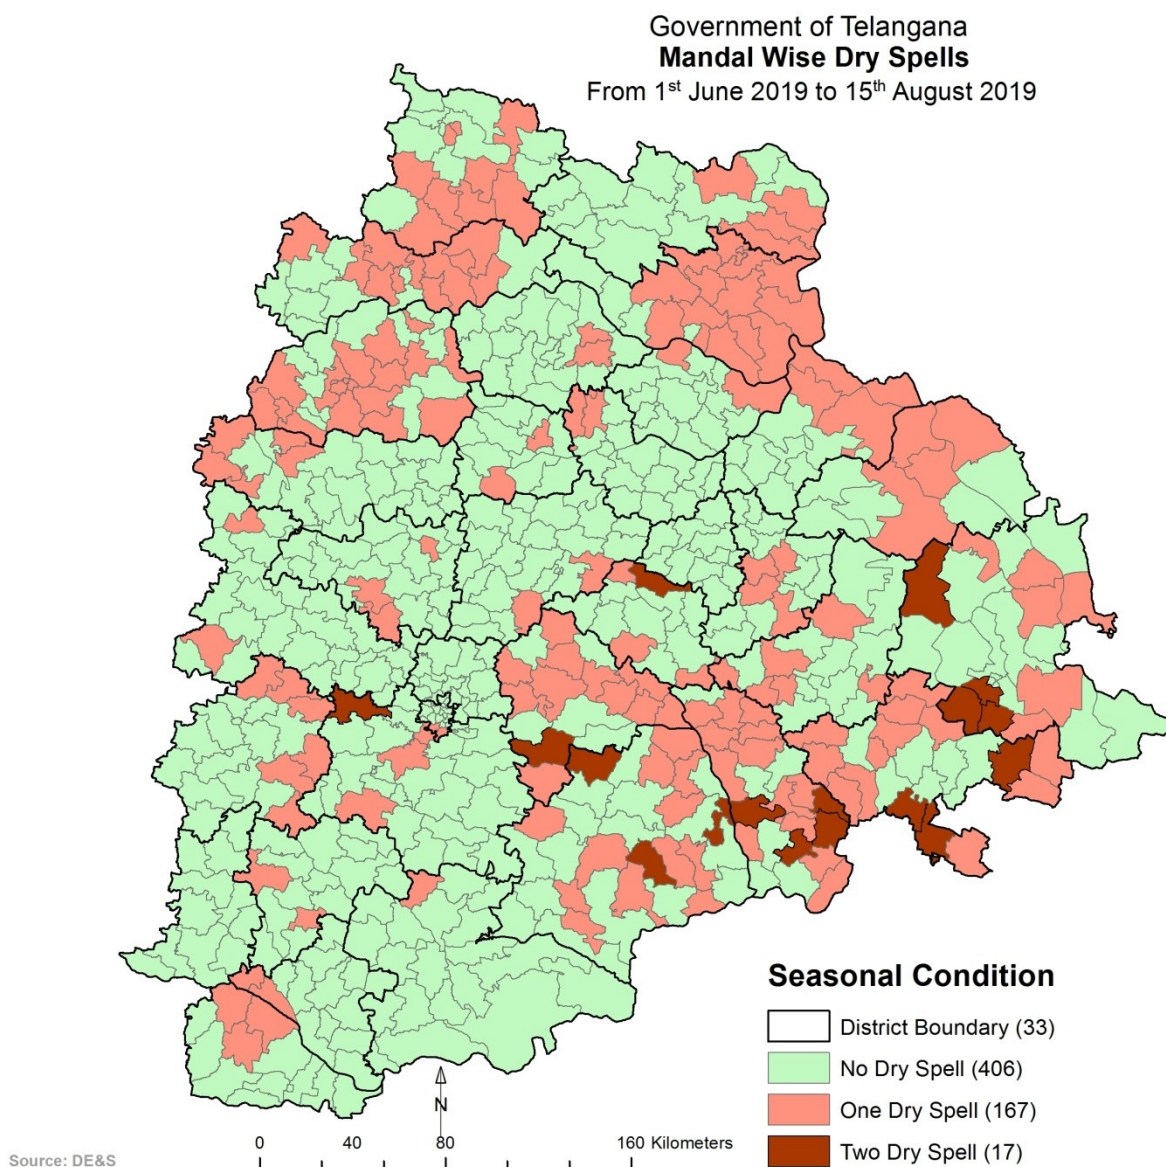 Government of Telangana
Mandal Wise Dry Spells
From 1st June 2019 to 15th August 2019
Seasonal Condition
District Boundary (33)
No Dry Spell (406)
One Dry Spell (167)
Two Dry Spell (17)
N
0 40 80 160 Kilometers
Source: DE&S